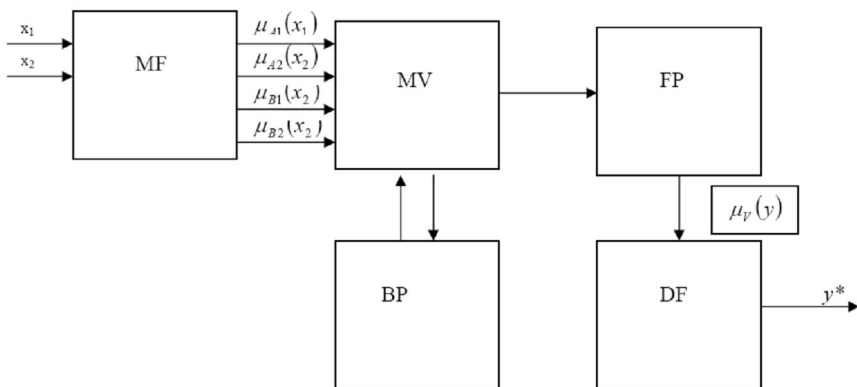 x₁
x₂
MF
μ_A1(x₁)
μ_A2(x₂)
μ_B1(x₂)
μ_B2(x₂)
MV
FP
μ_V(y)
BP
DF
y*